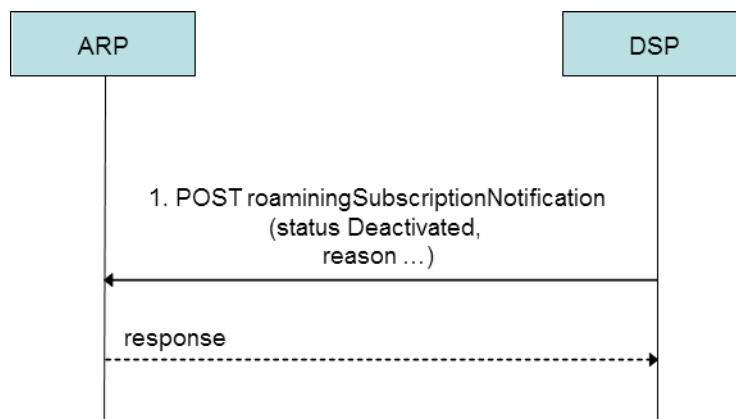 ARP
DSP
1. POST roaminingSubscriptionNotification
(status Deactivated,
reason ...)
response